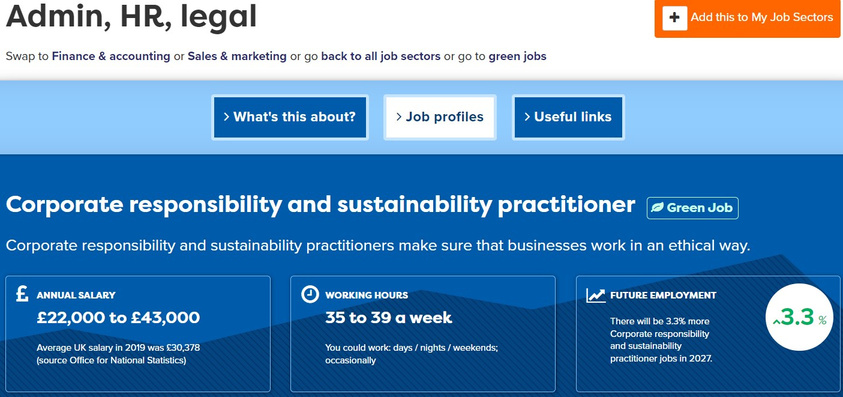 Admin, HR, legal
+ Add this to My Job Sectors
Swap to Finance & accounting or Sales & marketing or go back to all job sectors or go to green jobs
> What's this about?
> Job profiles
> Useful links
Corporate responsibility and sustainability practitioner
Green Job
Corporate responsibility and sustainability practitioners make sure that businesses work in an ethical way.
£ ANNUAL SALARY
£22,000 to £43,000
Average UK salary in 2019 was £30,378
(source Office for National Statistics)
WORKING HOURS
35 to 39 a week
You could work: days / nights / weekends;
occasionally
FUTURE EMPLOYMENT
There will be 3.3% more
Corporate responsibility
and sustainability
practitioner jobs in 2027.
3.3 %